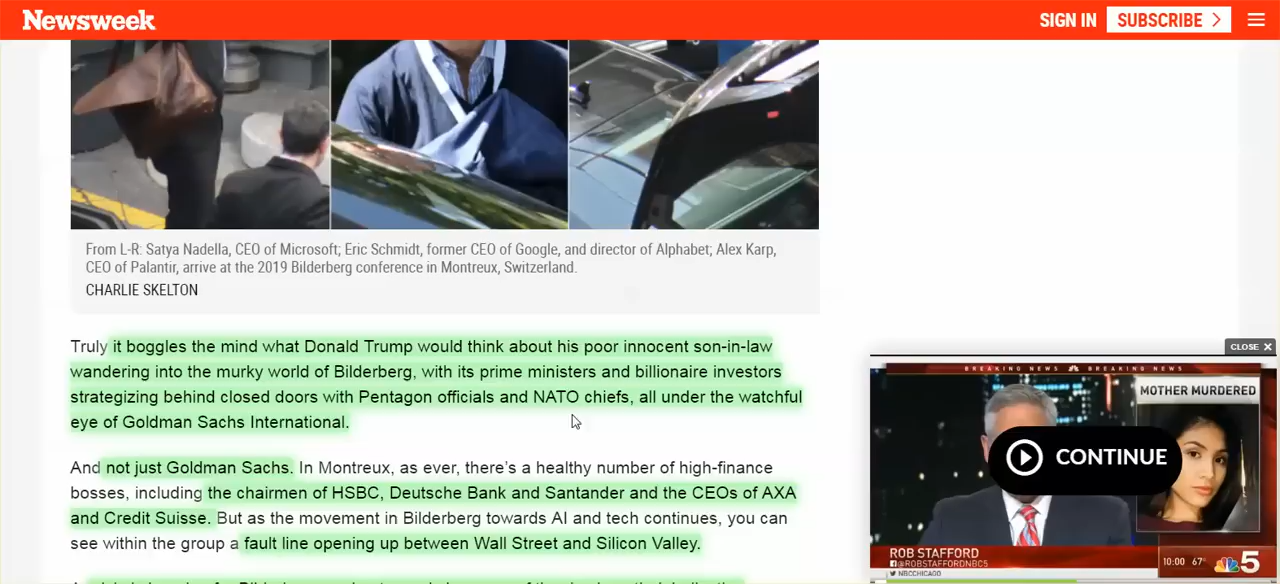 Newsweek
SIGN IN
SUBSCRIBE
From L-R: Satya Nadella, CEO of Microsoft; Eric Schmidt, former CEO of Google, and director of Alphabet; Alex Karp,
CEO of Palantir, arrive at the 2019 Bilderberg conference in Montreux, Switzerland.
CHARLIE SKELTON
Truly it boggles the mind what Donald Trump would think about his poor innocent son-in-law
wandering into the murky world of Bilderberg, with its prime ministers and billionaire investors
strategizing behind closed doors with Pentagon officials and NATO chiefs, all under the watchful
eye of Goldman Sachs International.
And not just Goldman Sachs. In Montreux, as ever, there's a healthy number of high-finance
bosses, including the chairmen of HSBC, Deutsche Bank and Santander and the CEOs of AXA
and Credit Suisse. But as the movement in Bilderberg towards AI and tech continues, you can
see within the group a fault line opening up between Wall Street and Silicon Valley.
CLOSE
BREAKING NEWS BREAKING NEWS
MOTHER MURDERED
CONTINUE
ROB STAFFORD
@ROBSTAFFORDNBC5
NBCCHICAGO
10:00 67° 5